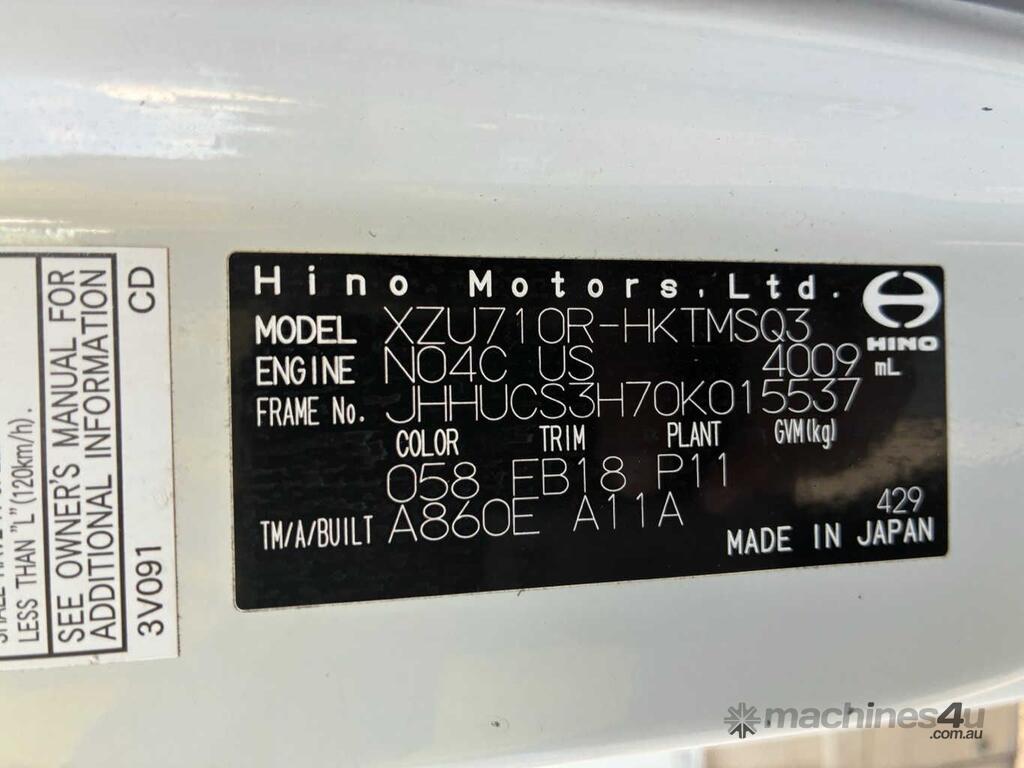 Hino Motors, Ltd.
MODEL XZU710R-HKTMSQ3
HINO
ENGINE N04C US 4009 mL
FRAME No. JHHUCS3H70K015537
COLOR TRIM PLANT GVM(kg)
058 EB18 P11
TM/A/BUILT A860E A11A
429
MADE IN JAPAN
LESS THAN "L" (120km/h).
SEE OWNER'S MANUAL FOR
ADDITIONAL INFORMATION
3V091 CD
machines4u
.com.au